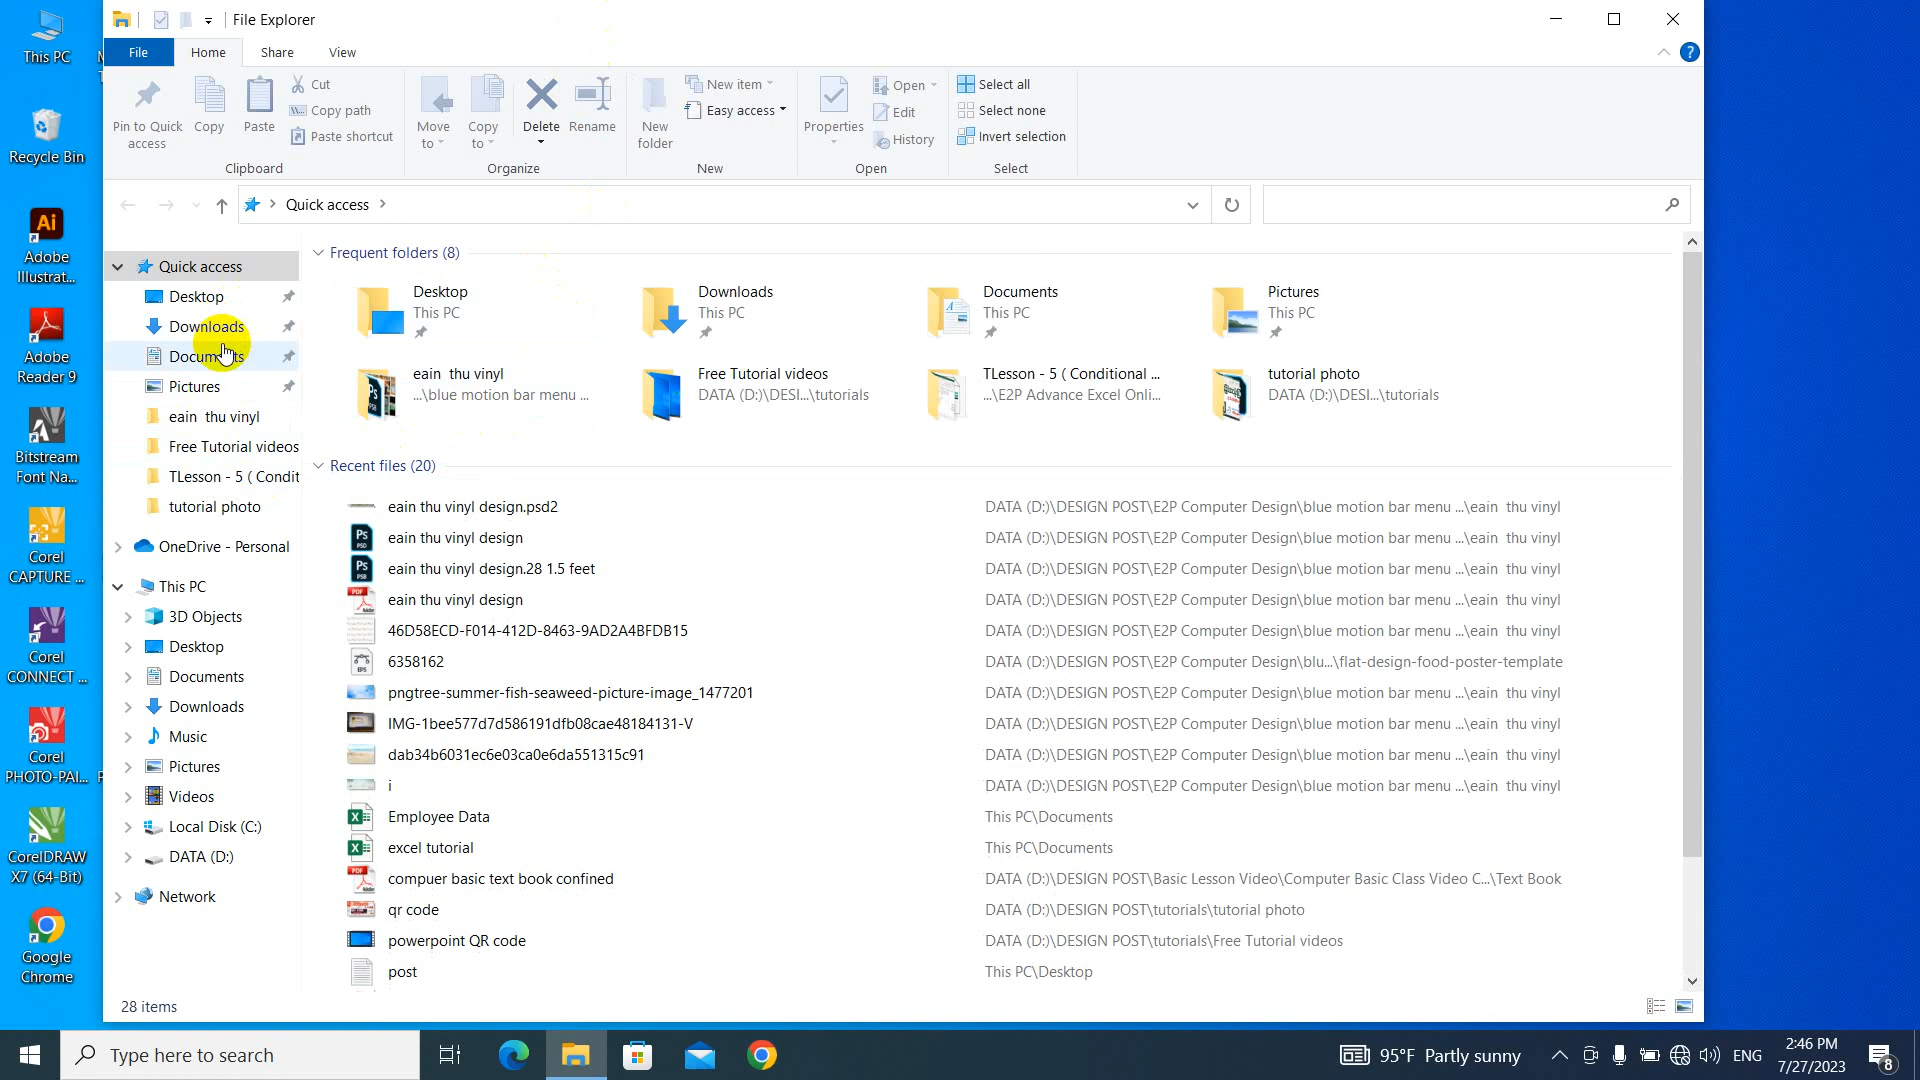 This PC
Recycle Bin
Ai
Adobe
Illustrat...
Adobe
Reader 9
Bitstream
Font Na...
Corel
CAPTURE ...
Corel
CONNECT ...
Corel
PHOTO-PAI...
CorelDRAW
X7 (64-Bit)
Google
Chrome
File Explorer
File
Home
Share
View
Pin to Quick
access
Copy
Paste
Cut
Copy path
Paste shortcut
Clipboard
Move
to
Copy
to
Delete
Rename
Organize
New
folder
New item
Easy access
New
Properties
Open
Edit
History
Open
Select all
Select none
Invert selection
Select
Quick access
Quick access
Desktop
Downloads
Documents
Pictures
eain thu vinyl
Free Tutorial videos
TLesson - 5 ( Condit
tutorial photo
OneDrive - Personal
This PC
3D Objects
Desktop
Documents
Downloads
Music
Pictures
Videos
Local Disk (C:)
DATA (D:)
Network
Frequent folders (8)
Desktop
This PC
Downloads
This PC
Documents
This PC
Pictures
This PC
eain thu vinyl
...\blue motion bar menu ...
Free Tutorial videos
DATA (D:)\DESI...\tutorials
TLesson - 5 ( Conditional ...
...\E2P Advance Excel Onli...
tutorial photo
DATA (D:)\DESI...\tutorials
Recent files (20)
eain thu vinyl design.psd2 DATA (D:)\DESIGN POST\E2P Computer Design\blue motion bar menu ...\eain thu vinyl
eain thu vinyl design DATA (D:)\DESIGN POST\E2P Computer Design\blue motion bar menu ...\eain thu vinyl
eain thu vinyl design.28 1.5 feet DATA (D:)\DESIGN POST\E2P Computer Design\blue motion bar menu ...\eain thu vinyl
eain thu vinyl design DATA (D:)\DESIGN POST\E2P Computer Design\blue motion bar menu ...\eain thu vinyl
46D58ECD-F014-412D-8463-9AD2A4BFDB15 DATA (D:)\DESIGN POST\E2P Computer Design\blue motion bar menu ...\eain thu vinyl
6358162 DATA (D:)\DESIGN POST\E2P Computer Design\blu...\flat-design-food-poster-template
pngtree-summer-fish-seaweed-picture-image_1477201 DATA (D:)\DESIGN POST\E2P Computer Design\blue motion bar menu ...\eain thu vinyl
IMG-1bee577d7d586191dfb08cae48184131-V DATA (D:)\DESIGN POST\E2P Computer Design\blue motion bar menu ...\eain thu vinyl
dab34b6031ec6e03ca0e6da551315c91 DATA (D:)\DESIGN POST\E2P Computer Design\blue motion bar menu ...\eain thu vinyl
i DATA (D:)\DESIGN POST\E2P Computer Design\blue motion bar menu ...\eain thu vinyl
Employee Data This PC\Documents
excel tutorial This PC\Documents
compuer basic text book confined DATA (D:)\DESIGN POST\Basic Lesson Video\Computer Basic Class Video C...\Text Book
qr code DATA (D:)\DESIGN POST\tutorials\tutorial photo
powerpoint QR code DATA (D:)\DESIGN POST\tutorials\Free Tutorial videos
post This PC\Desktop
28 items
Type here to search
95°F Partly sunny
ENG
2:46 PM
7/27/2023
8